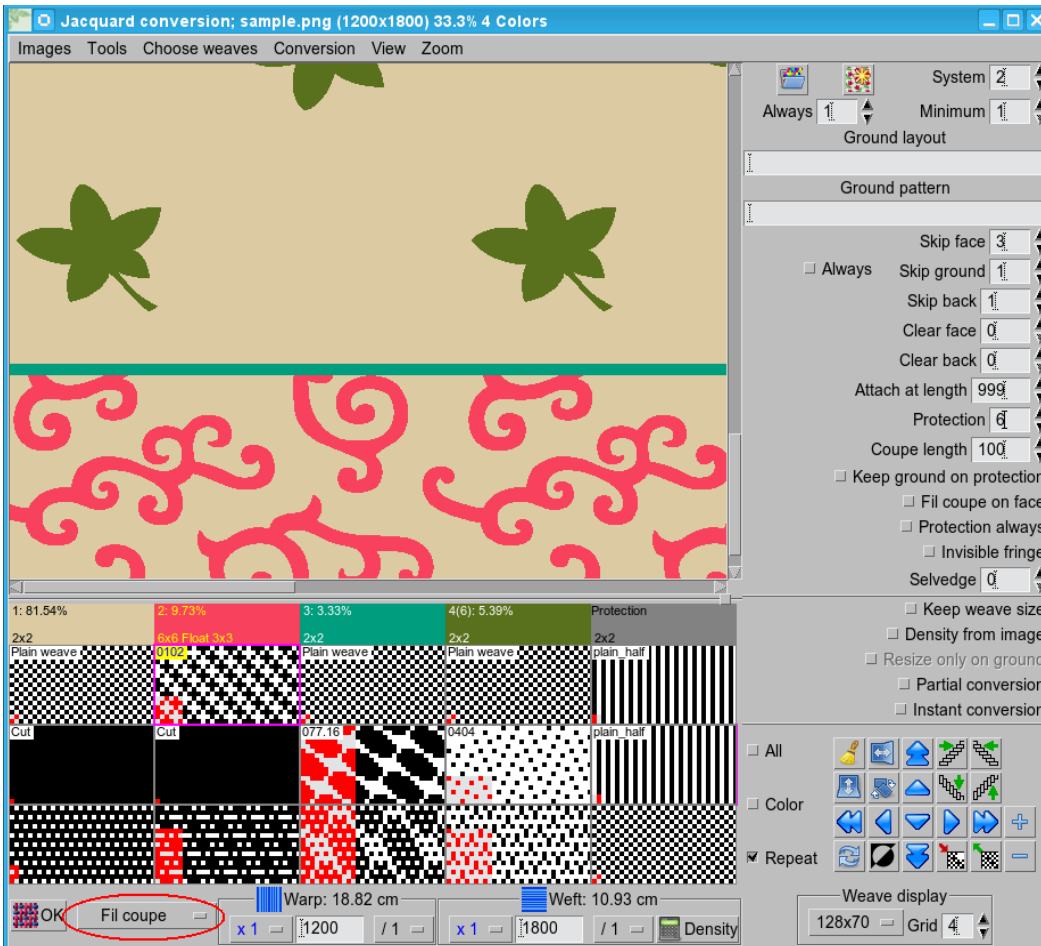 Jacquard conversion; sample.png (1200x1800) 33.3% 4 Colors
Images Tools Choose weaves Conversion View Zoom
System 2
Always 1 Minimum 1
Ground layout
Ground pattern
Skip face 3
Always Skip ground 1
Skip back 1
Clear face 0
Clear back 0
Attach at length 999
Protection 6
Coupe length 100
Keep ground on protection
Fil coupe on face
Protection always
Invisible fringe
Selvedge 0
Keep weave size
Density from image
Resize only on ground
Partial conversion
Instant conversion
1: 81.54% 2: 9.73% 3: 3.33% 4(6): 5.39% Protection
2x2 6x6 Float 3x3 2x2 2x2 2x2
Plain weave 0102 Plain weave Plain weave plain_half
Cut Cut 077.16 0404 plain_half
All
Color
Repeat
OK Fil coupe
Warp: 18.82 cm
x 1 1200 / 1
Weft: 10.93 cm
x 1 1800 / 1 Density
Weave display
128x70 Grid 4